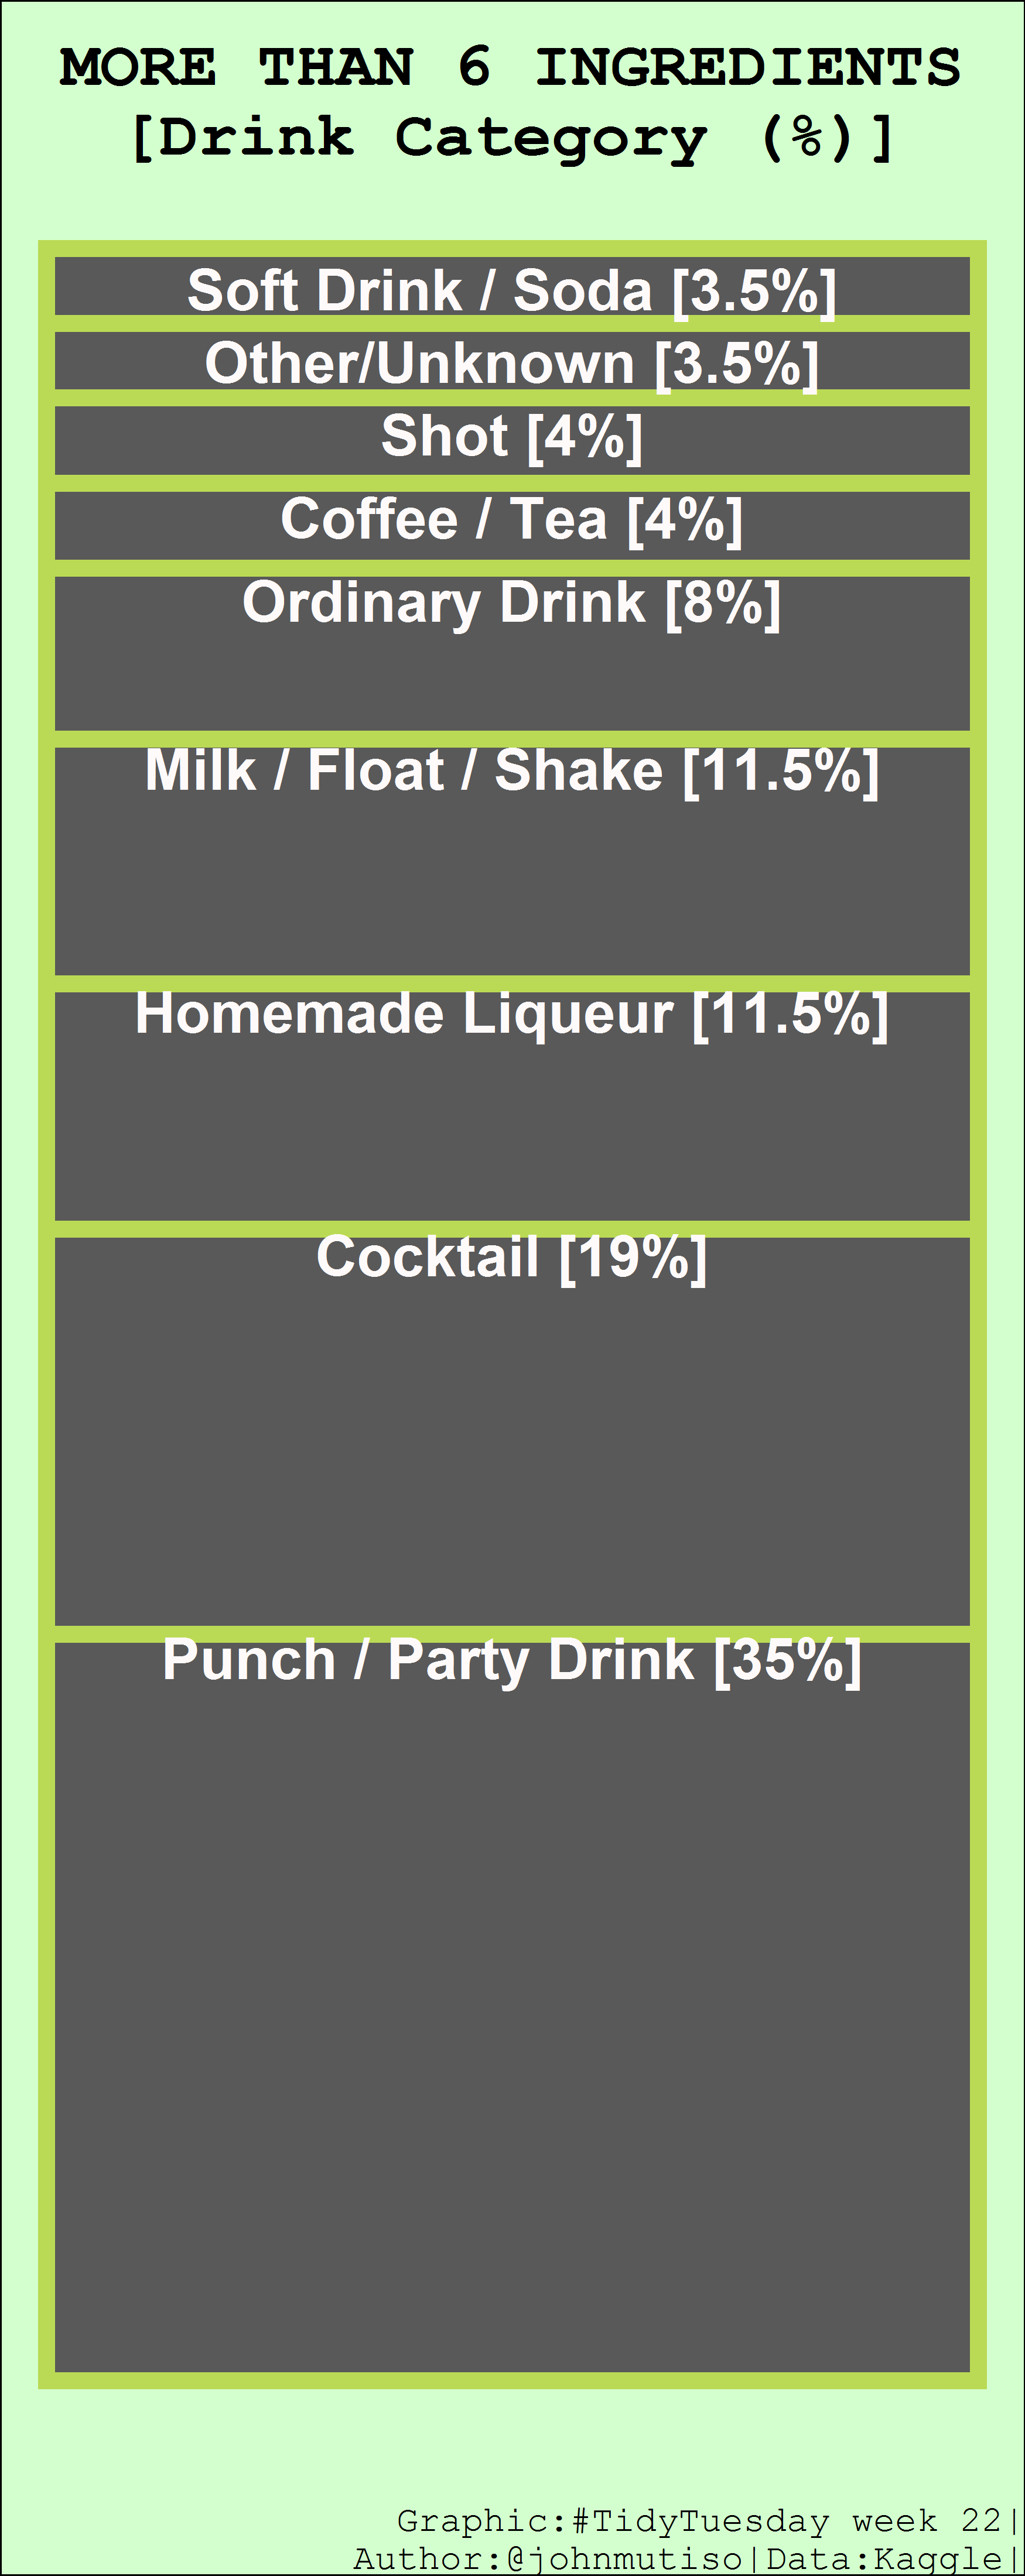 MORE THAN 6 INGREDIENTS
[Drink Category (%)]
Soft Drink / Soda [3.5%]
Other/Unknown [3.5%]
Shot [4%]
Coffee / Tea [4%]
Ordinary Drink [8%]
Milk / Float / Shake [11.5%]
Homemade Liqueur [11.5%]
Cocktail [19%]
Punch / Party Drink [35%]
Graphic:#TidyTuesday week 22|
Author:@johnmutiso|Data:Kaggle|